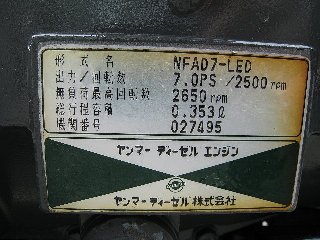 形式名 NFAD7-LED
出力/回転数 7.0PS/2500rpm
無負荷最高回転数 2650rpm
総行程容積 0.353ℓ
機関番号 027495
ヤンマーディーゼルエンジン
ヤンマーディーゼル株式会社